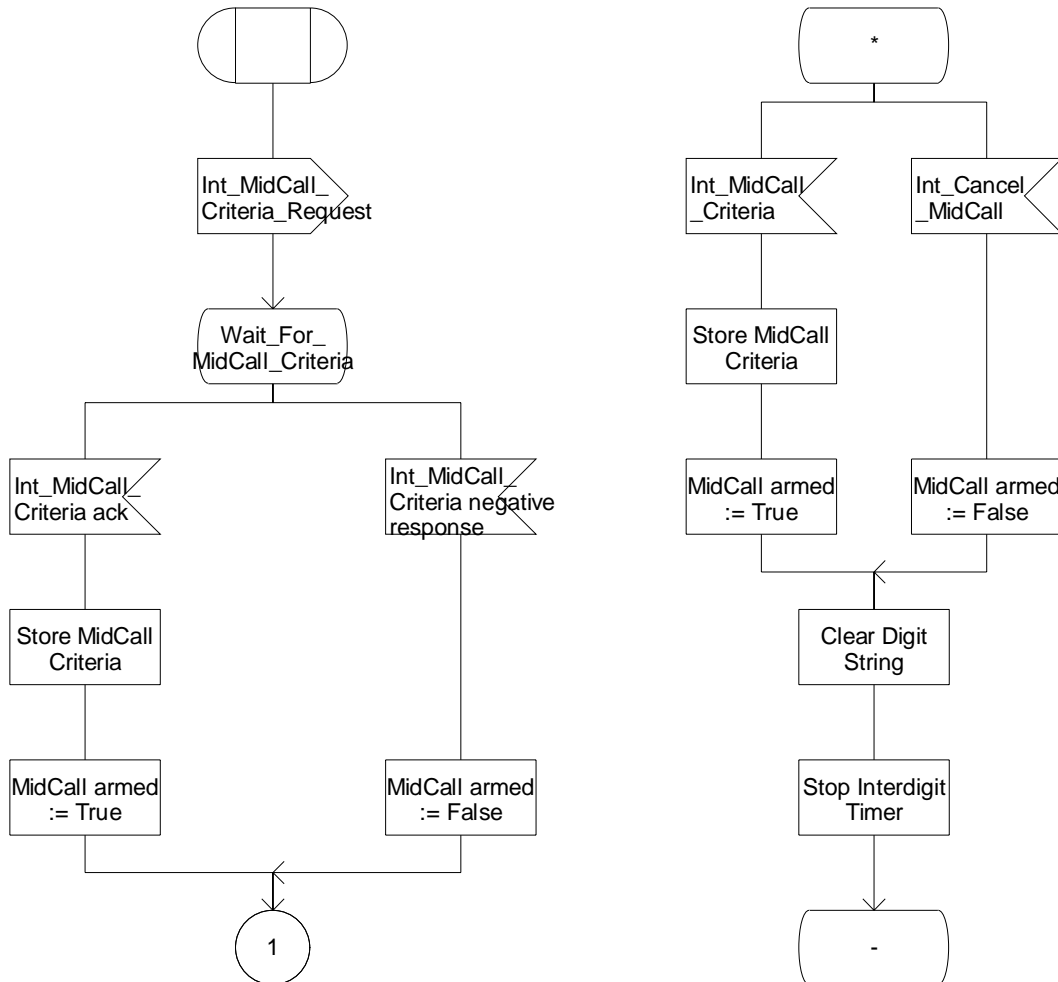 Int_MidCall_
Criteria_Request
Wait_For_
MidCall_Criteria
Int_MidCall_
Criteria ack
Int_MidCall_
Criteria negative
response
Store MidCall
Criteria
MidCall armed
:= True
MidCall armed
:= False
1
*
Int_MidCall
_Criteria
Int_Cancel
_MidCall
Store MidCall
Criteria
MidCall armed
:= True
MidCall armed
:= False
Clear Digit
String
Stop Interdigit
Timer
-